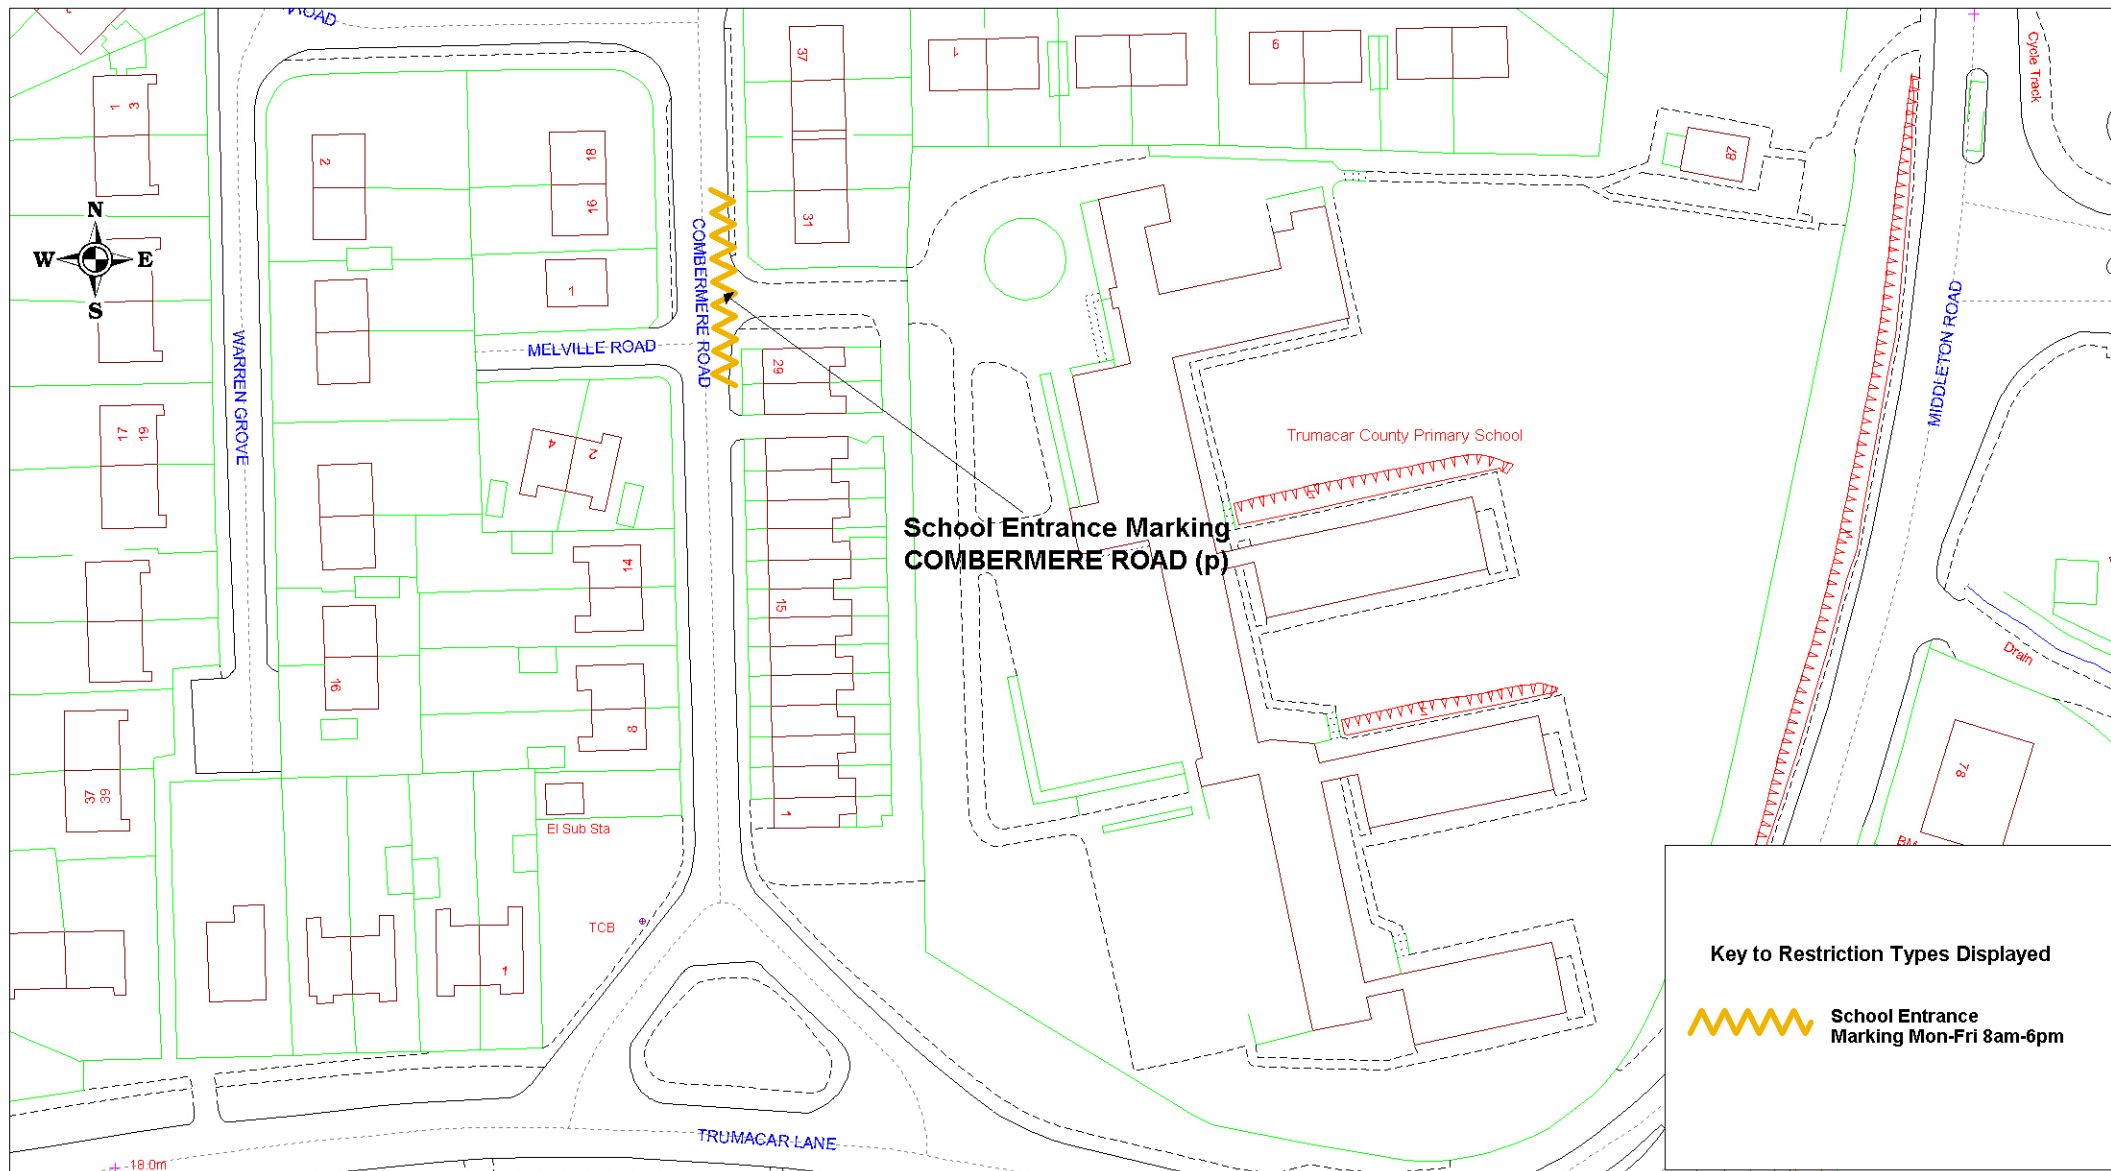 ROAD
37
1
9
Cycle Track
1 3
2
18
16
87
N
W E
S
31
COMBERMERE ROAD
1
MIDDLETON ROAD
WARREN GROVE
MELVILLE ROAD
29
17 19
4
2
Trumacar County Primary School
School Entrance Marking
COMBERMERE ROAD (p)
14
15
Drain
16
8
37 39
1
El Sub Sta
78
BM
TCB
1
Key to Restriction Types Displayed
School Entrance
Marking Mon-Fri 8am-6pm
TRUMACAR LANE
18.0m